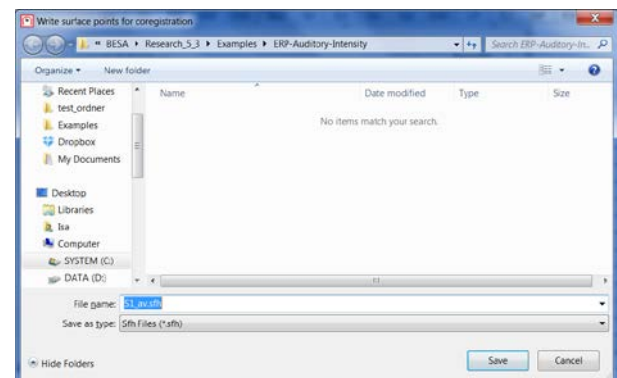 Write surface points for coregistration
« BESA ▸ Research_5_3 ▸ Examples ▸ ERP-Auditory-Intensity
Search ERP-Auditory-In...
Organize ▾ New folder
Name Date modified Type Size
No items match your search.
Recent Places
test_ordner
Examples
Dropbox
My Documents
Desktop
Libraries
Isa
Computer
SYSTEM (C:)
DATA (D:)
File name: S1_av.sfh
Save as type: Sfh Files (*.sfh)
Hide Folders Save Cancel